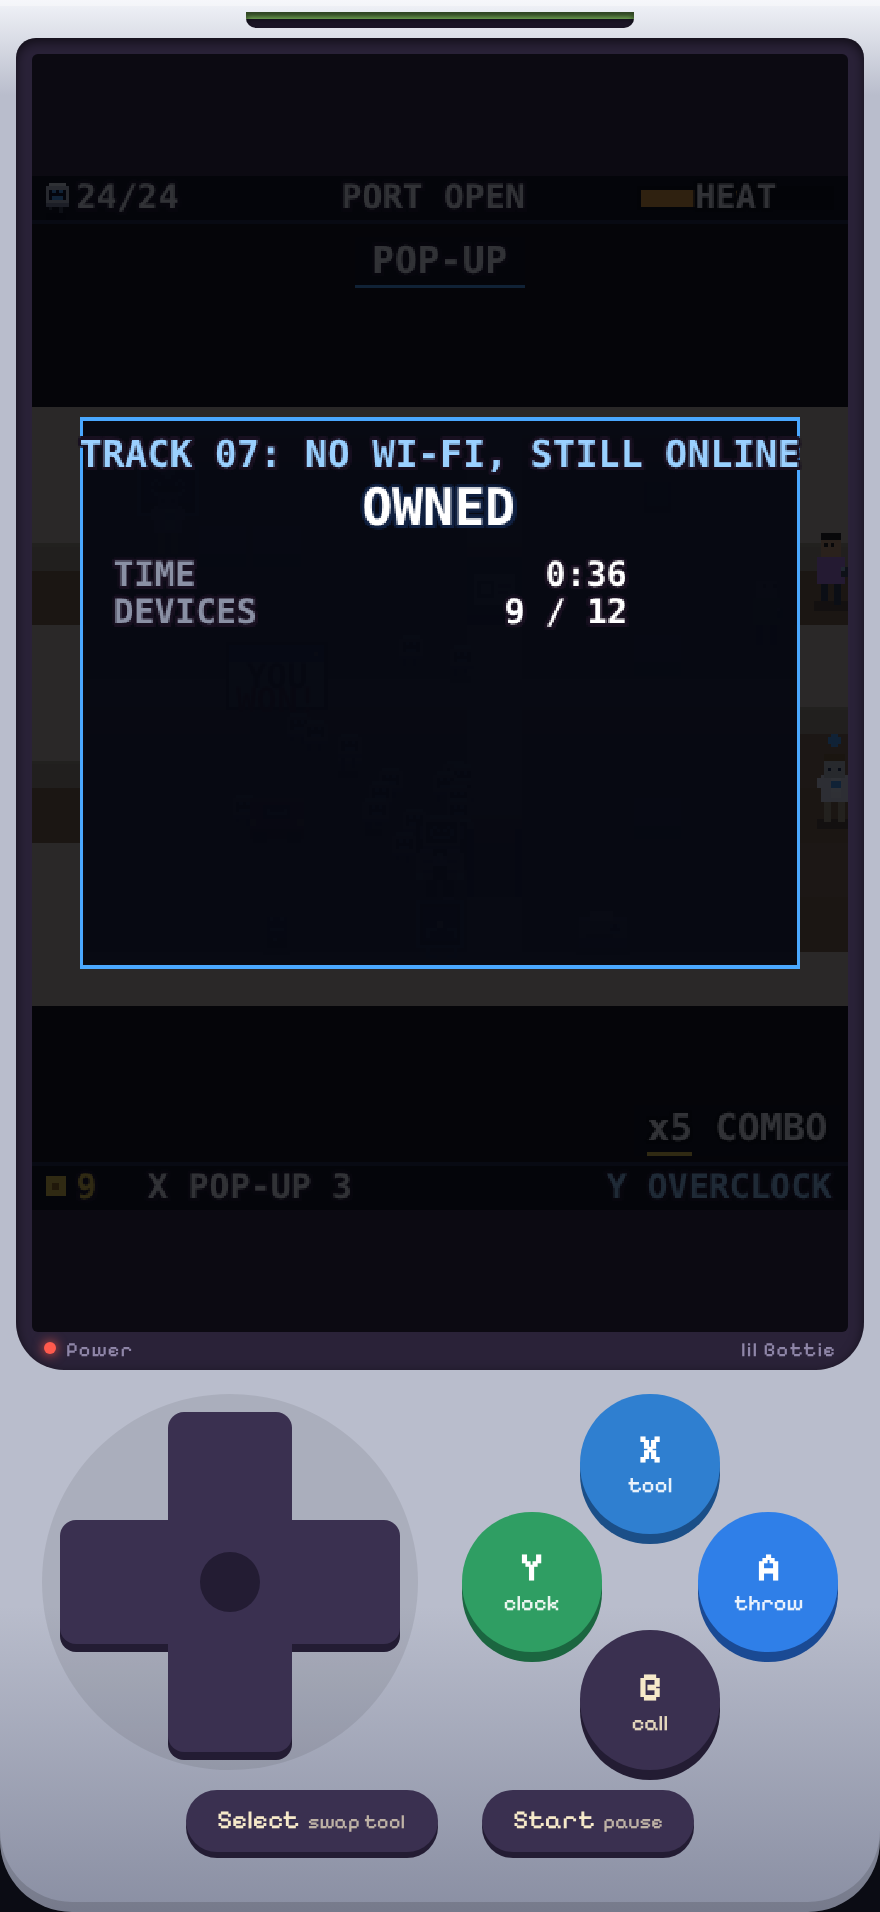 24/24 PORT OPEN HEAT
POP-UP
TRACK 07: NO WI-FI, STILL ONLINE
OWNED
TIME 0:36
DEVICES 9 / 12
YOU
x5 COMBO
9 X POP-UP 3 Y OVERCLOCK
Power lil Bottie
X
tool
Y
clock
A
throw
B
call
Select swap tool
Start pause